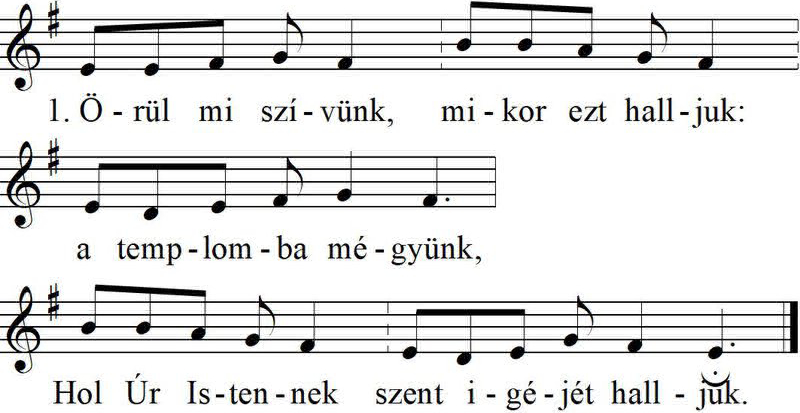 1. Ö - rül mi szí - vünk, mi - kor ezt hall - juk:
a temp - lom - ba mé - gyünk,
Hol Úr Is - ten - nek szent i - gé - jét hall - juk.